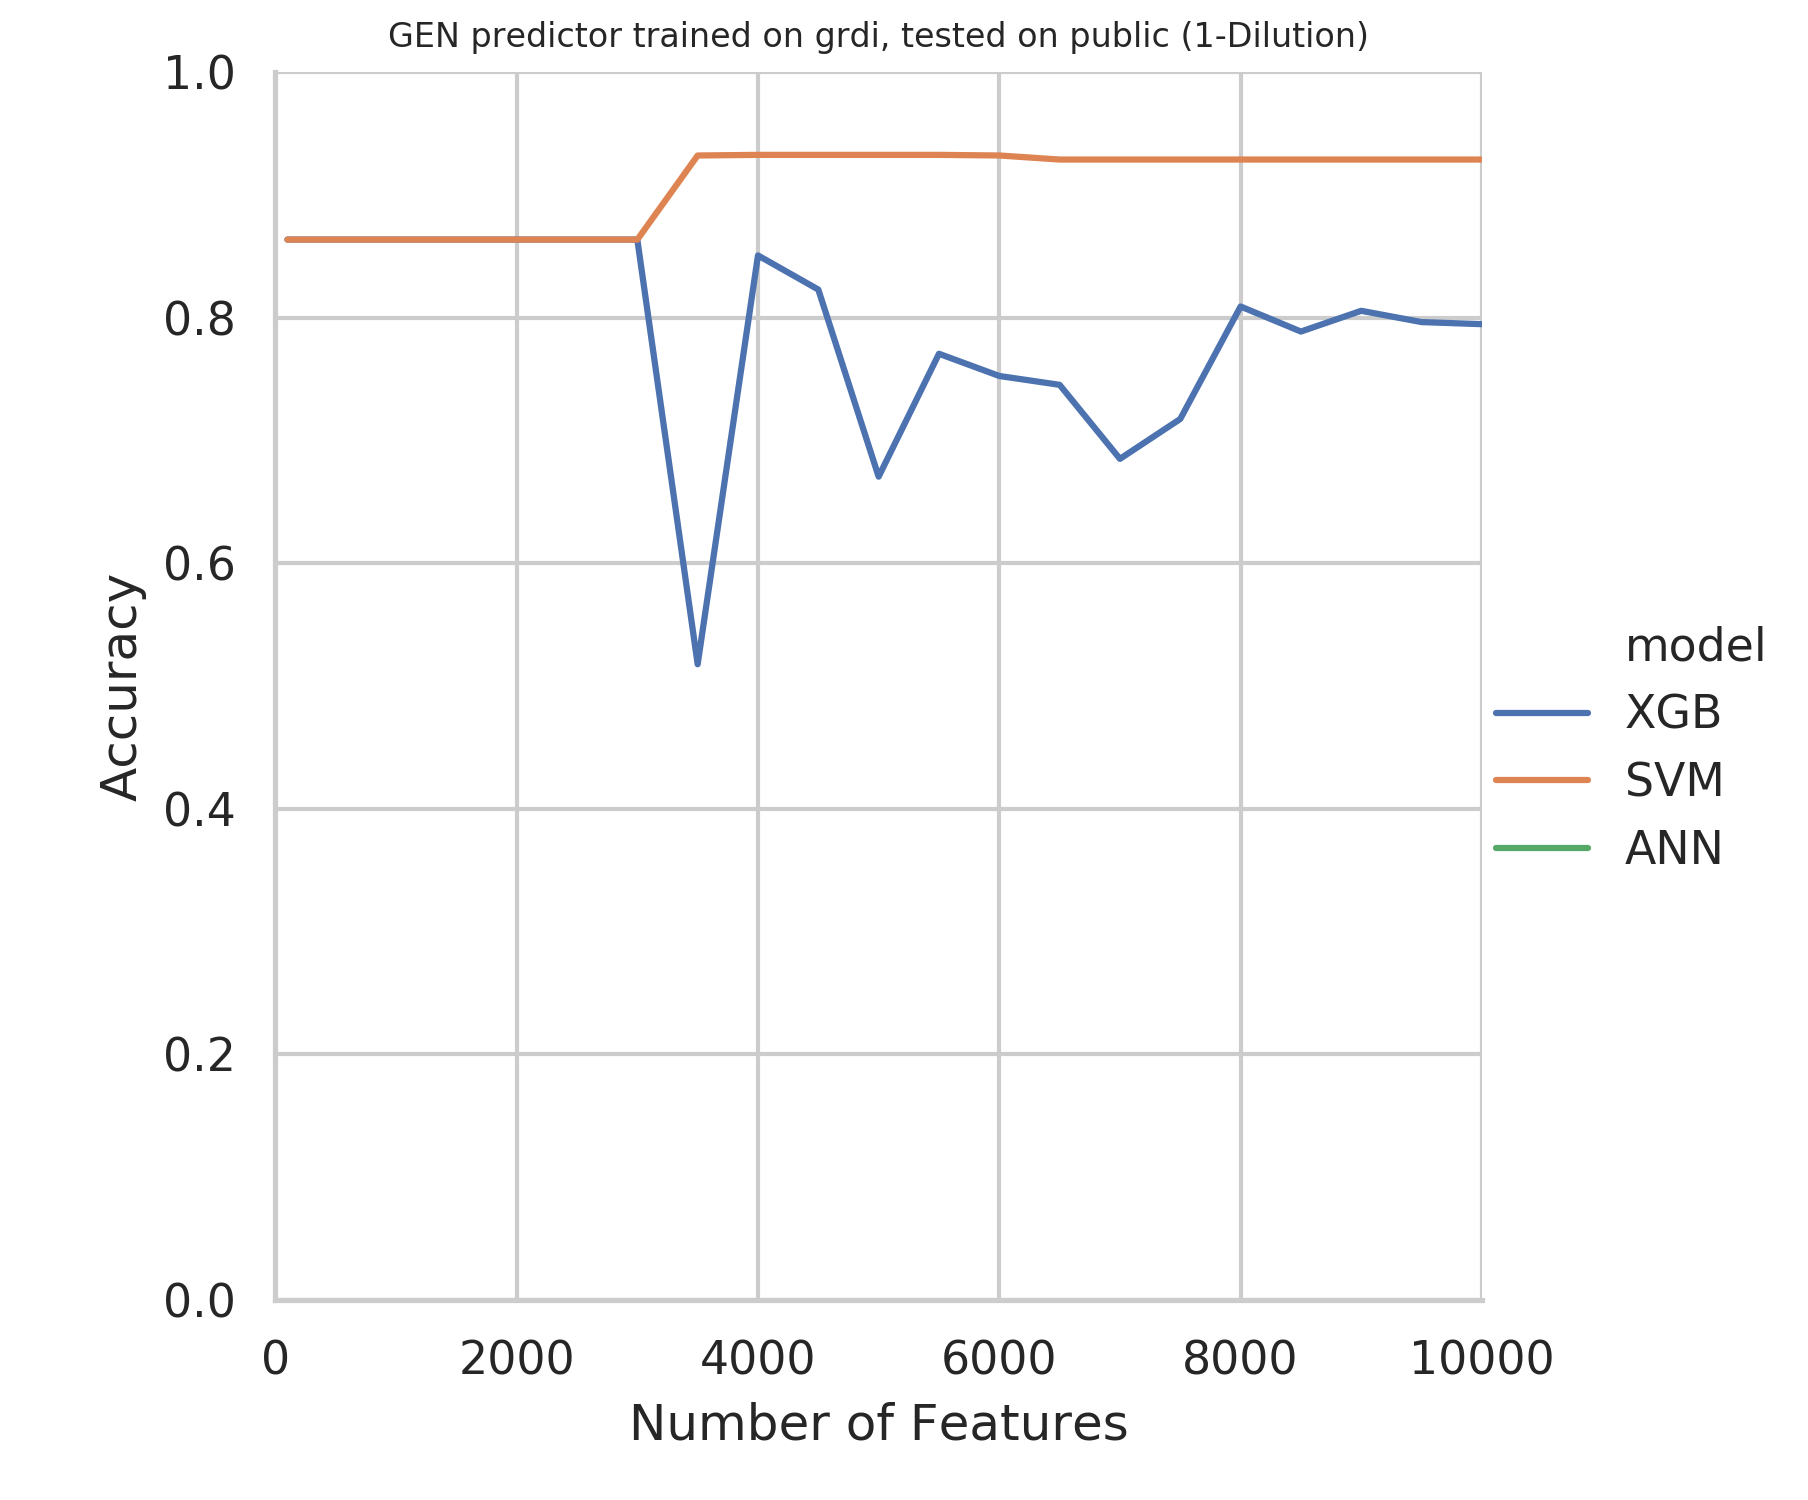 GEN predictor trained on grdi, tested on public (1-Dilution)
1.0
0.8
0.6
0.4
0.2
0.0
Accuracy
0 2000 4000 6000 8000 10000
Number of Features
model
XGB
SVM
ANN